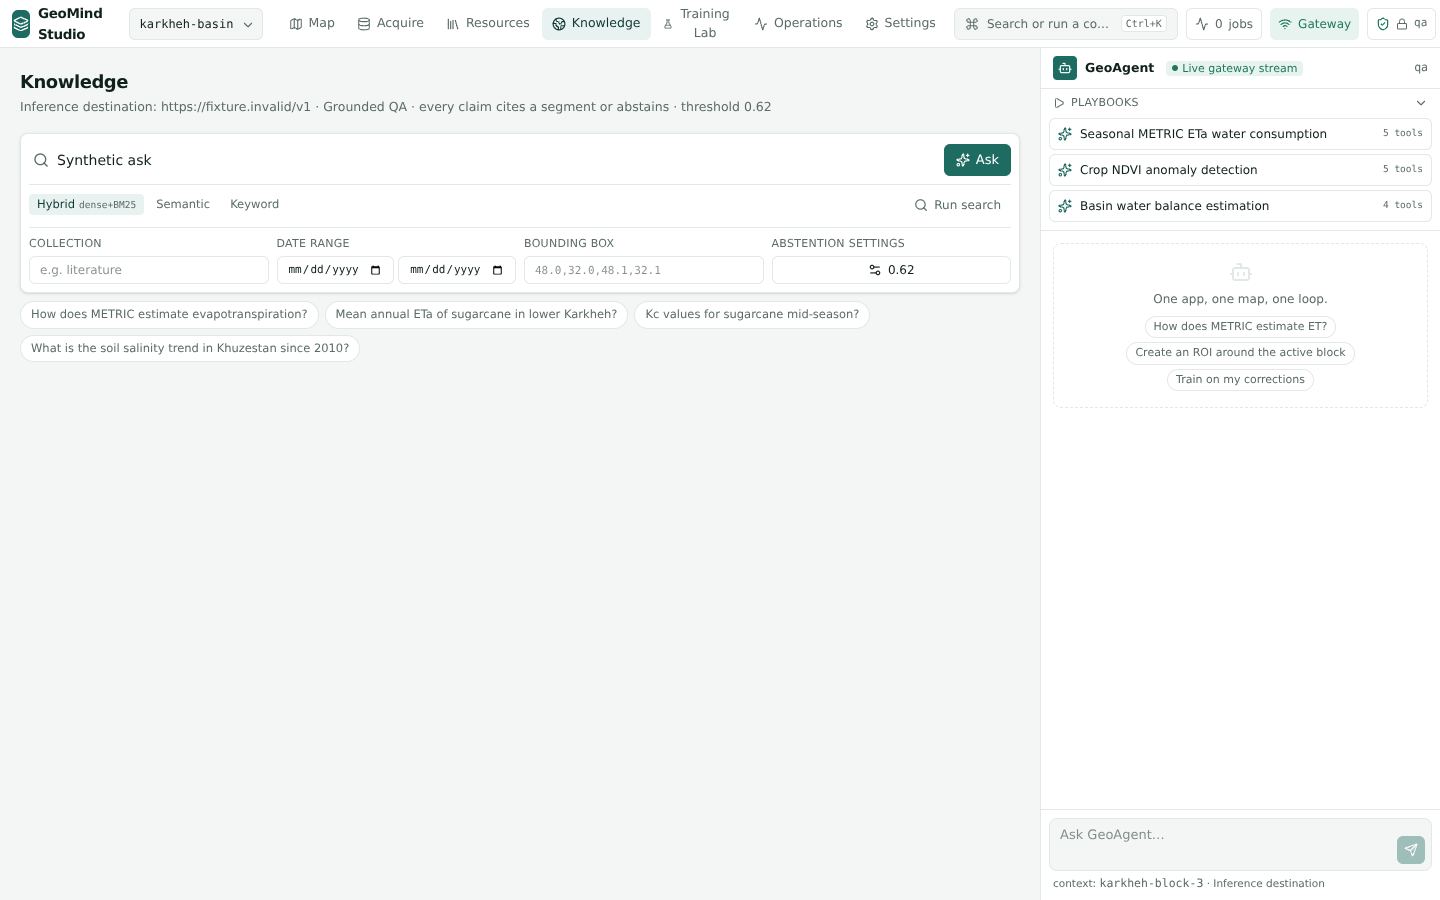 GeoMind Studio
karkheh-basin
Map
Acquire
Resources
Knowledge
Training Lab
Operations
Settings
Search or run a co...
Ctrl+K
0 jobs
Gateway
qa
Knowledge
Inference destination: https://fixture.invalid/v1 · Grounded QA · every claim cites a segment or abstains · threshold 0.62
Synthetic ask
Ask
Hybrid dense+BM25
Semantic
Keyword
Run search
COLLECTION
DATE RANGE
BOUNDING BOX
ABSTENTION SETTINGS
e.g. literature
mm/dd/yyyy
mm/dd/yyyy
48.0,32.0,48.1,32.1
0.62
How does METRIC estimate evapotranspiration?
Mean annual ETa of sugarcane in lower Karkheh?
Kc values for sugarcane mid-season?
What is the soil salinity trend in Khuzestan since 2010?
GeoAgent
Live gateway stream
qa
PLAYBOOKS
Seasonal METRIC ETa water consumption
5 tools
Crop NDVI anomaly detection
5 tools
Basin water balance estimation
4 tools
One app, one map, one loop.
How does METRIC estimate ET?
Create an ROI around the active block
Train on my corrections
Ask GeoAgent...
context: karkheh-block-3 · Inference destination